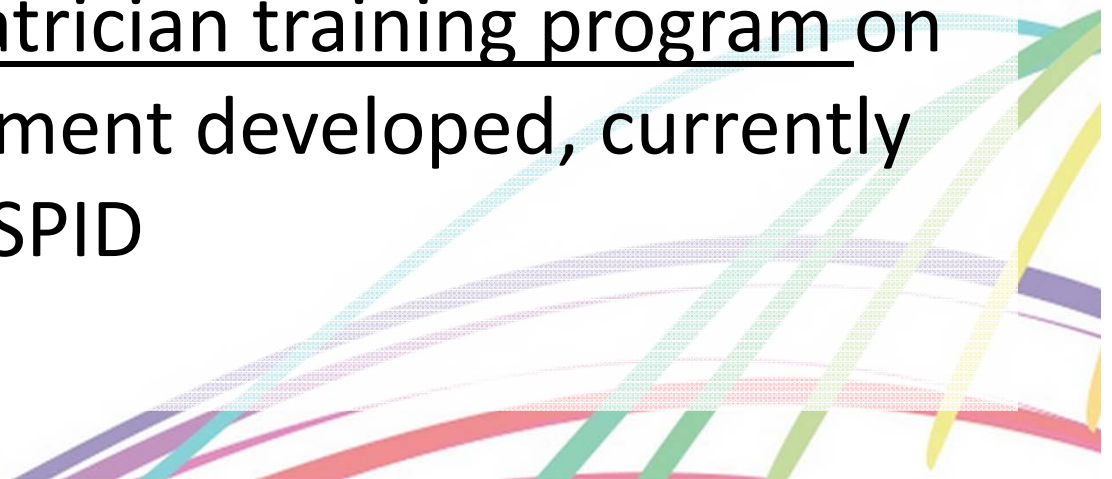 atrician training program on
ment developed, currently
SPID